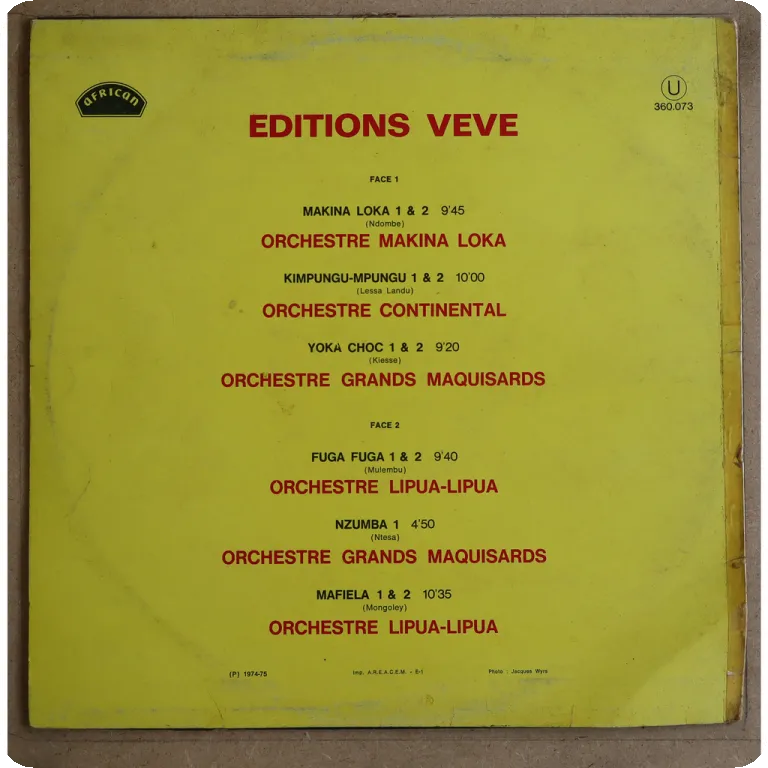 AFRICAN
U
360.073
EDITIONS VEVE
FACE 1
MAKINA LOKA 1 & 2 9'45
(Ndombe)
ORCHESTRE MAKINA LOKA
KIMPUNGU-MPUNGU 1 & 2 10'00
(Lessa Landu)
ORCHESTRE CONTINENTAL
YOKA CHOC 1 & 2 9'20
(Kiesse)
ORCHESTRE GRANDS MAQUISARDS
FACE 2
FUGA FUGA 1 & 2 9'40
(Mulembu)
ORCHESTRE LIPUA-LIPUA
NZUMBA 1 4'50
(Ntesa)
ORCHESTRE GRANDS MAQUISARDS
MAFIELA 1 & 2 10'35
(Mongoley)
ORCHESTRE LIPUA-LIPUA
(P) 1974-75 Imp. A.R.E.A.C.E.M. - Photo : Jacques